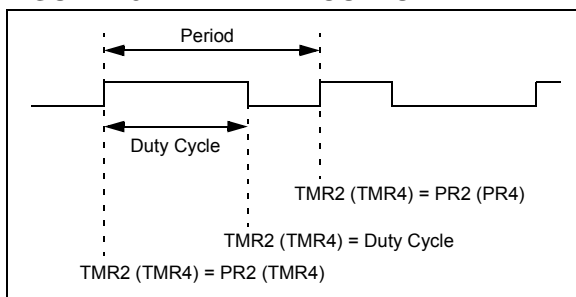 Period
Duty Cycle
TMR2 (TMR4) = PR2 (PR4)
TMR2 (TMR4) = Duty Cycle
TMR2 (TMR4) = PR2 (TMR4)